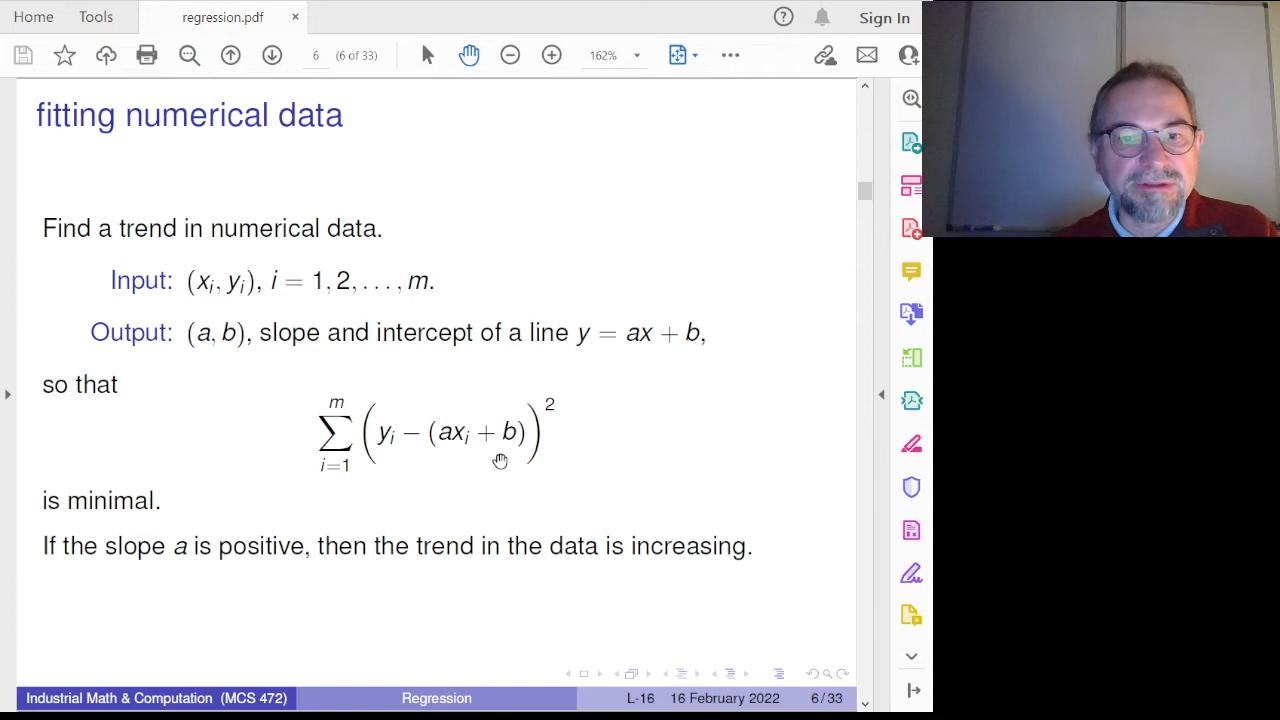 Home Tools regression.pdf × Sign In
6 (6 of 33) 162%
fitting numerical data
Find a trend in numerical data.
Input: (xᵢ, yᵢ), i = 1, 2, . . . , m.
Output: (a, b), slope and intercept of a line y = ax + b,
so that
∑ᵢ₌₁ᵐ (yᵢ − (axᵢ + b))²
is minimal.
If the slope a is positive, then the trend in the data is increasing.
Industrial Math & Computation (MCS 472) Regression L-16 16 February 2022 6 / 33